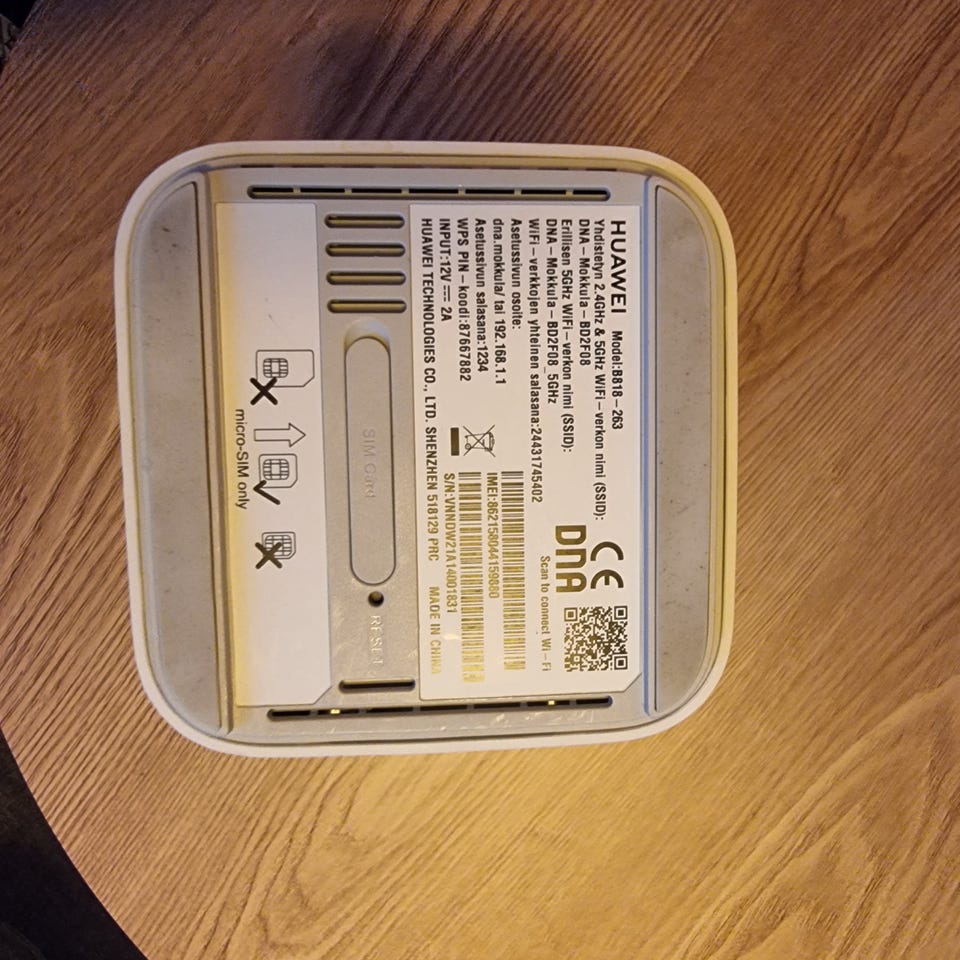 HUAWEI Model:B818-263
Yhdistetyn 2.4GHz & 5GHz WiFi-verkon nimi (SSID):
DNA-Mokkula-BD2F08
Erillisen 5GHz WiFi-verkon nimi (SSID):
DNA-Mokkula-BD2F08_5GHz
WiFi-verkkojen yhteinen salasana:24431745402
Asetussivun osoite:
dna.mokkula/ tai 192.168.1.1
Asetussivun salasana:1234
WPS PIN-koodi:87667882
INPUT:12V ⎓ 2A
HUAWEI TECHNOLOGIES CO., LTD. SHENZHEN 518129 PRC MADE IN CHINA
CE
DNA
Scan to connect Wi-Fi
IMEI:862158044159880
S/N:VNNDW21A14001831
SIM Card
RESET
micro-SIM only